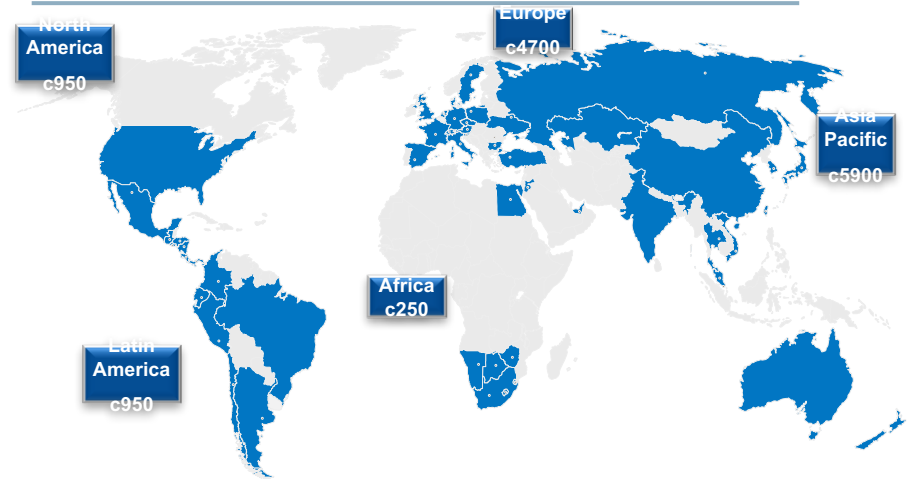 North
America
c950
Europe
c4700
Asia
Pacific
c5900
Africa
c250
Latin
America
c950